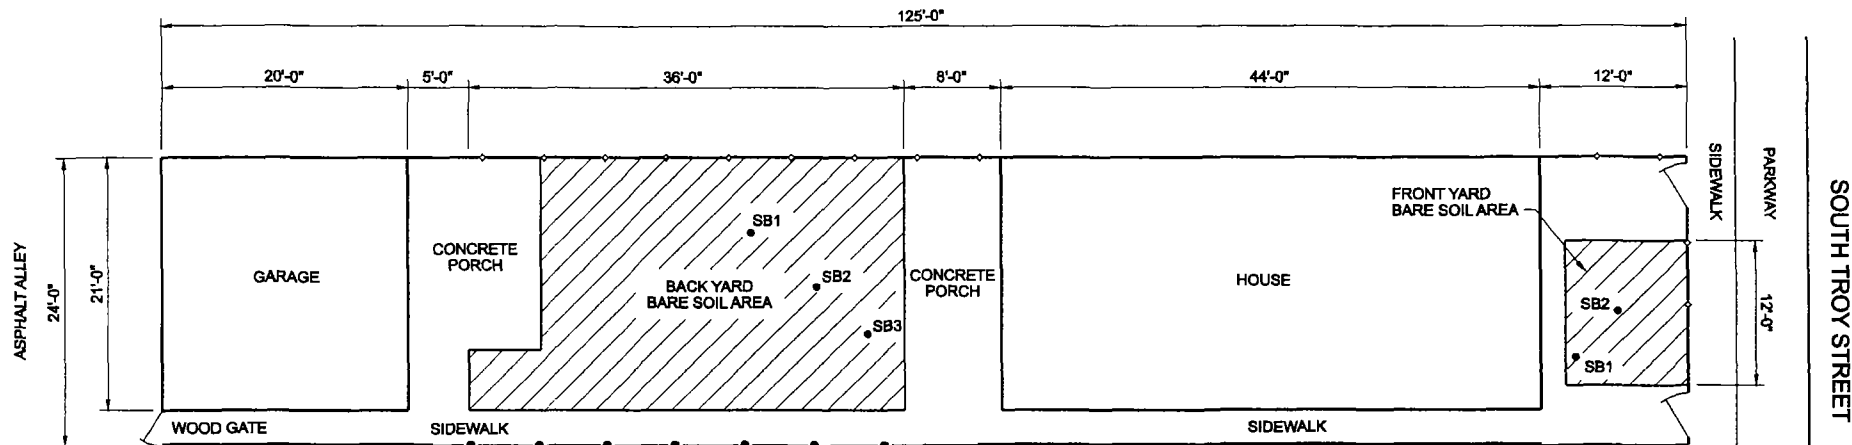 125'-0"
20'-0"
5'-0"
36'-0"
8'-0"
44'-0"
12'-0"
SIDEWALK
PARKWAY
SOUTH TROY STREET
ASPHALT ALLEY
24'-0"
21'-0"
GARAGE
CONCRETE
PORCH
SB1
SB2
SB3
BACK YARD
BARE SOIL AREA
CONCRETE
PORCH
HOUSE
FRONT YARD
BARE SOIL AREA
SB2
SB1
12'-0"
WOOD GATE
SIDEWALK
SIDEWALK